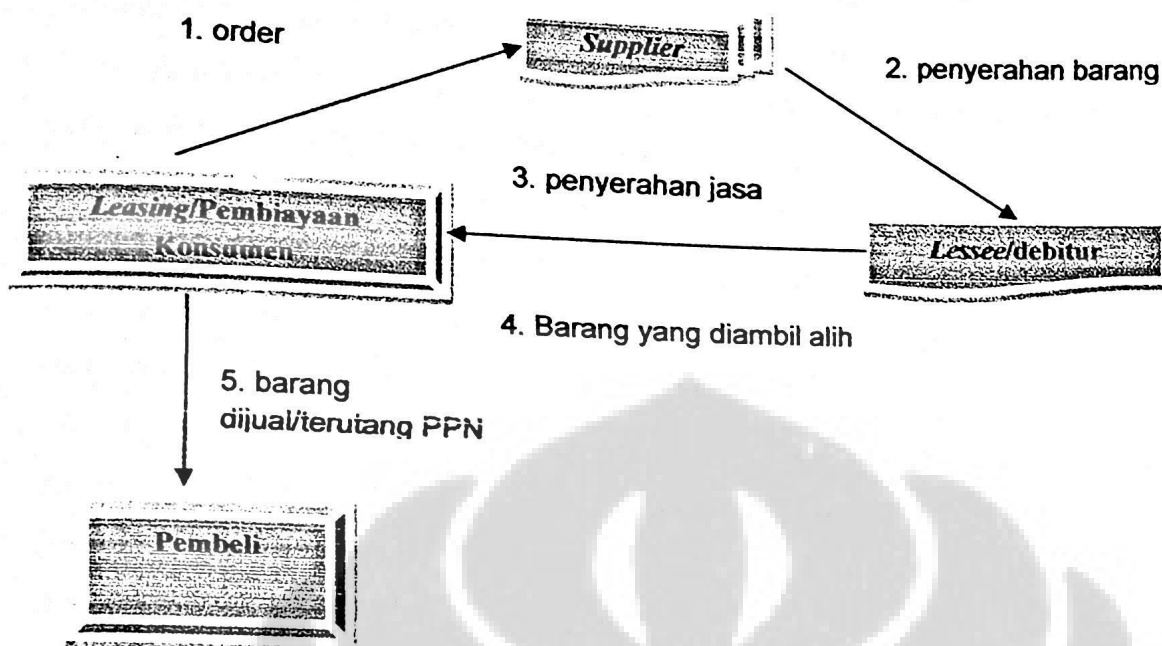 1. order
Supplier
2. penyerahan barang
3. penyerahan jasa
Leasing/Pembiayaan
Konsumen
Lessee/debitur
4. Barang yang diambil alih
5. barang
dijual/terutang PPN
Pembeli